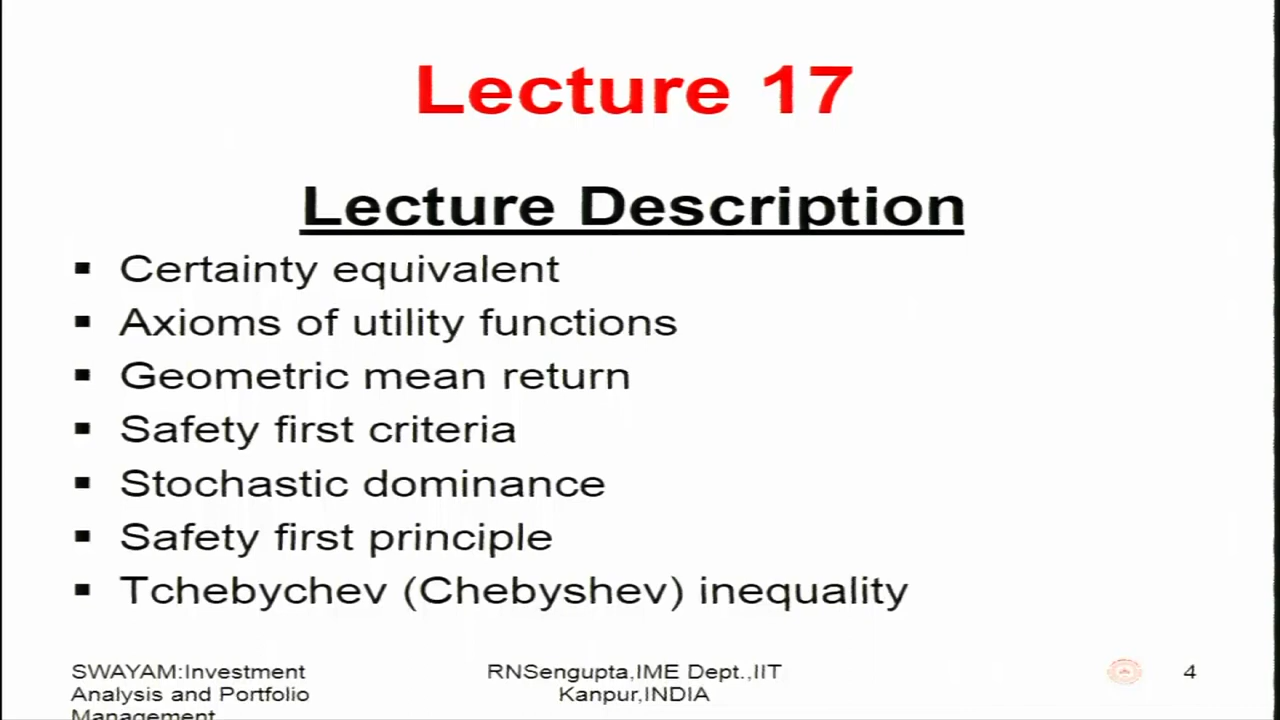 Lecture 17
Lecture Description
▪ Certainty equivalent
▪ Axioms of utility functions
▪ Geometric mean return
▪ Safety first criteria
▪ Stochastic dominance
▪ Safety first principle
▪ Tchebychev (Chebyshev) inequality
SWAYAM:Investment
Analysis and Portfolio
Management
RNSengupta,IME Dept.,IIT
Kanpur,INDIA
4